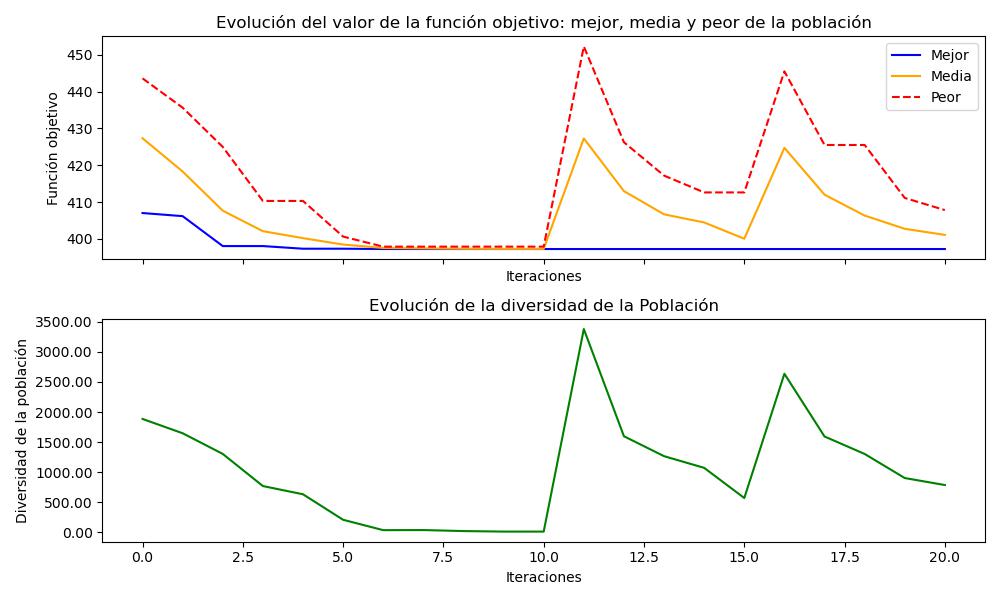 Evolución del valor de la función objetivo: mejor, media y peor de la población
450
440
430
420
410
400
Función objetivo
Mejor
Media
Peor
Iteraciones
Evolución de la diversidad de la Población
3500.00
3000.00
2500.00
2000.00
1500.00
1000.00
500.00
0.00
Diversidad de la población
0.0 2.5 5.0 7.5 10.0 12.5 15.0 17.5 20.0
Iteraciones